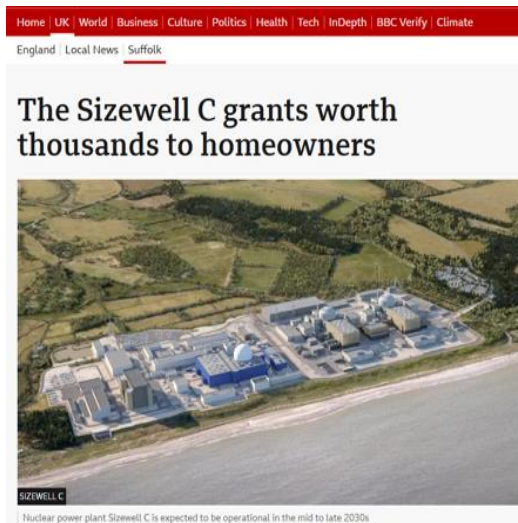 Home UK World Business Culture Politics Health Tech InDepth BBC Verify Climate
England Local News Suffolk
The Sizewell C grants worth
thousands to homeowners
SIZEWELL C
Nuclear power plant Sizewell C is expected to be operational in the mid to late 2030s